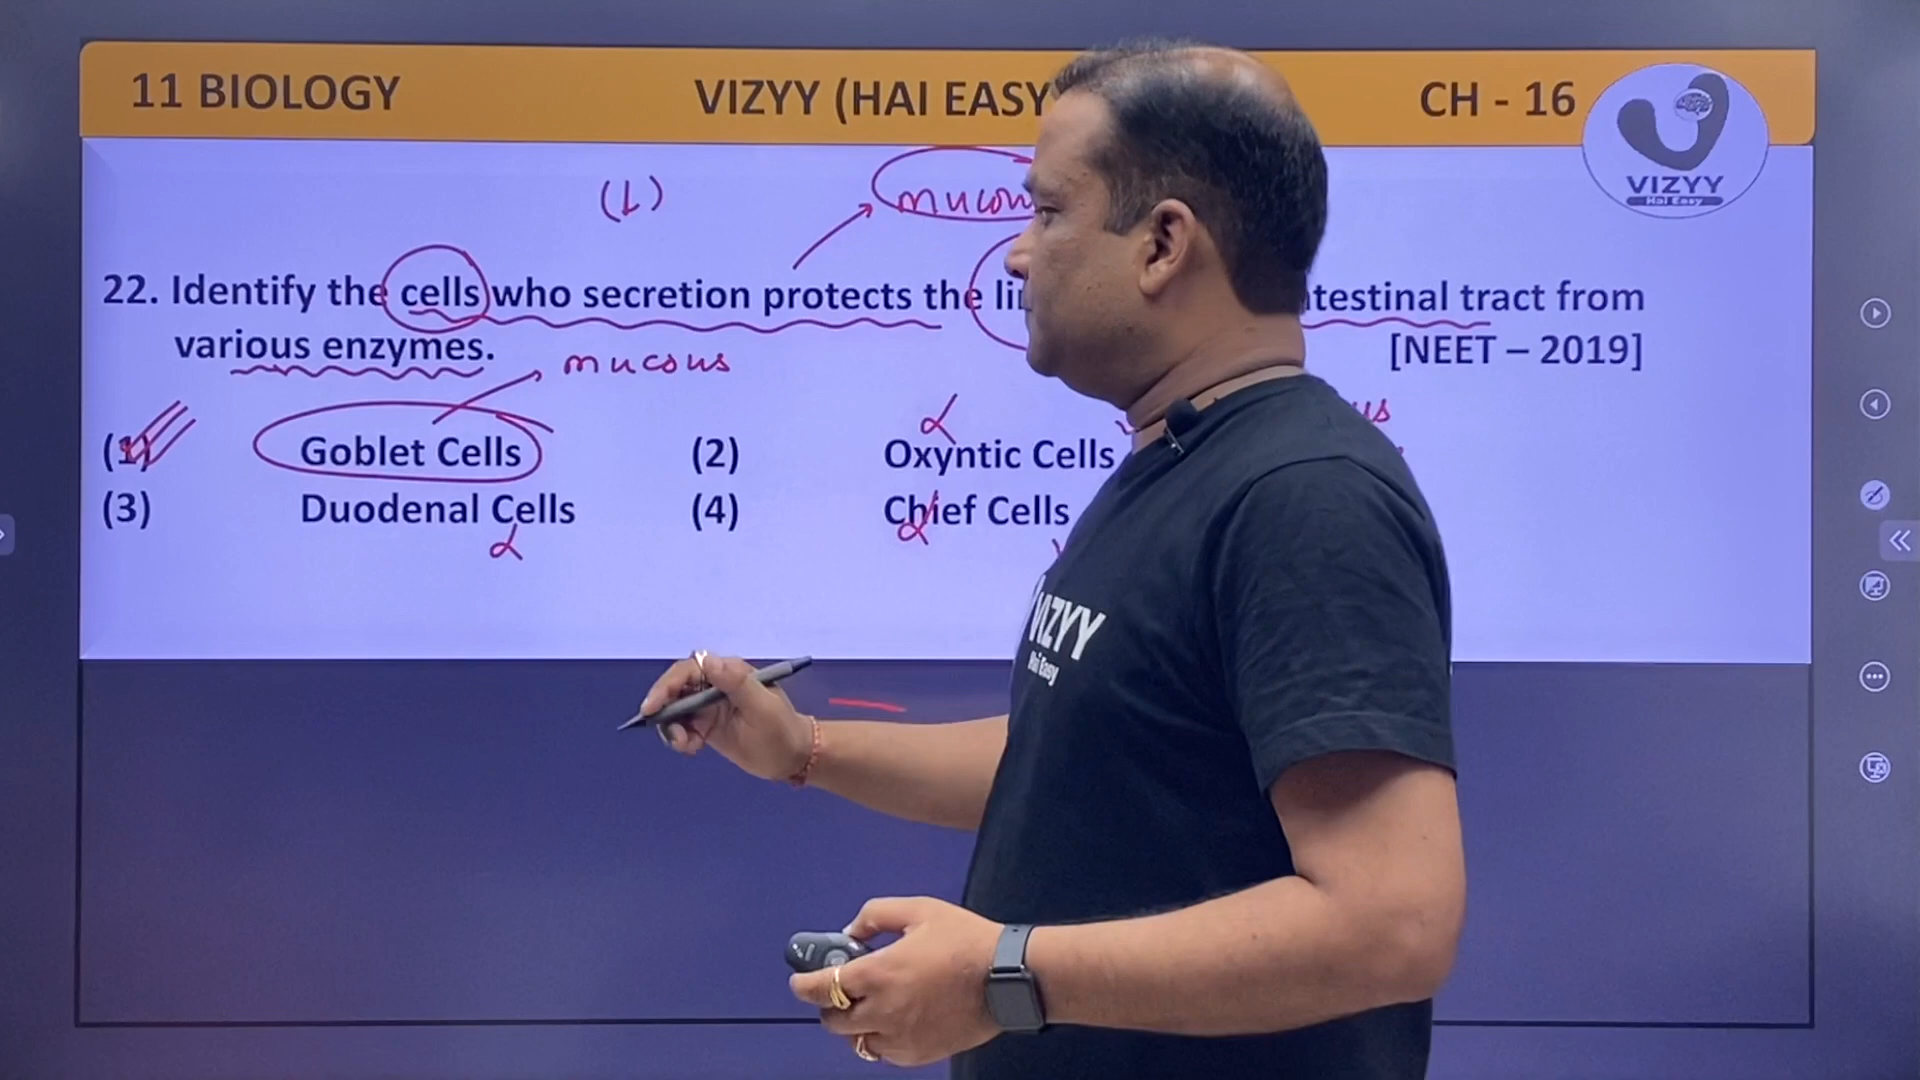 11 BIOLOGY VIZYY (HAI EASY CH - 16
VIZYY
Hai Easy
(1)
22. Identify the cells who secretion protects the testinal tract from
various enzymes. [NEET – 2019]
mucous
(1) Goblet Cells (2) Oxyntic Cells
(3) Duodenal Cells (4) Chief Cells
VIZYY
Hai Easy